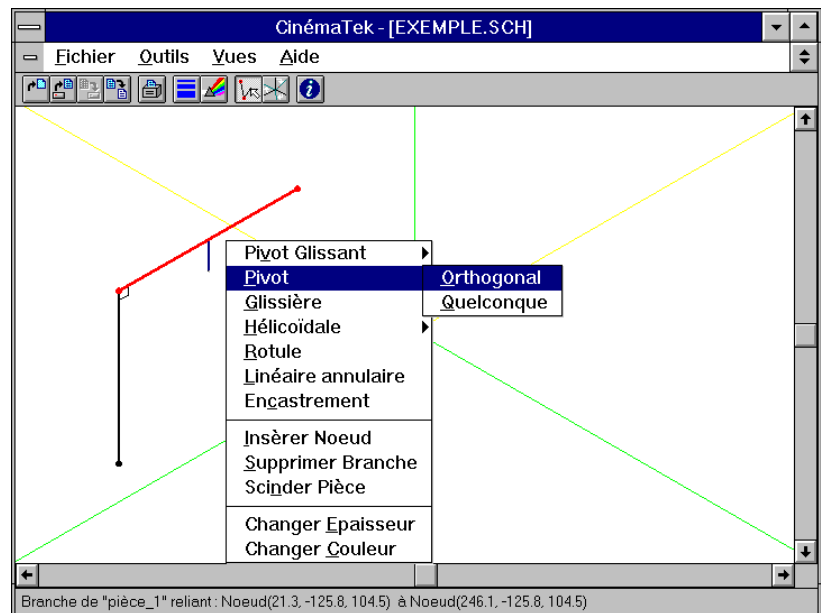 CinémaTek - [EXEMPLE.SCH]
Fichier Outils Vues Aide
Pivot Glissant
Pivot
Orthogonal
Glissière
Quelconque
Hélicoïdale
Rotule
Linéaire annulaire
Encastrement
Insèrer Noeud
Supprimer Branche
Scinder Pièce
Changer Epaisseur
Changer Couleur
Branche de "pièce_1" reliant : Noeud(21.3, -125.8, 104.5) à Noeud(246.1, -125.8, 104.5)